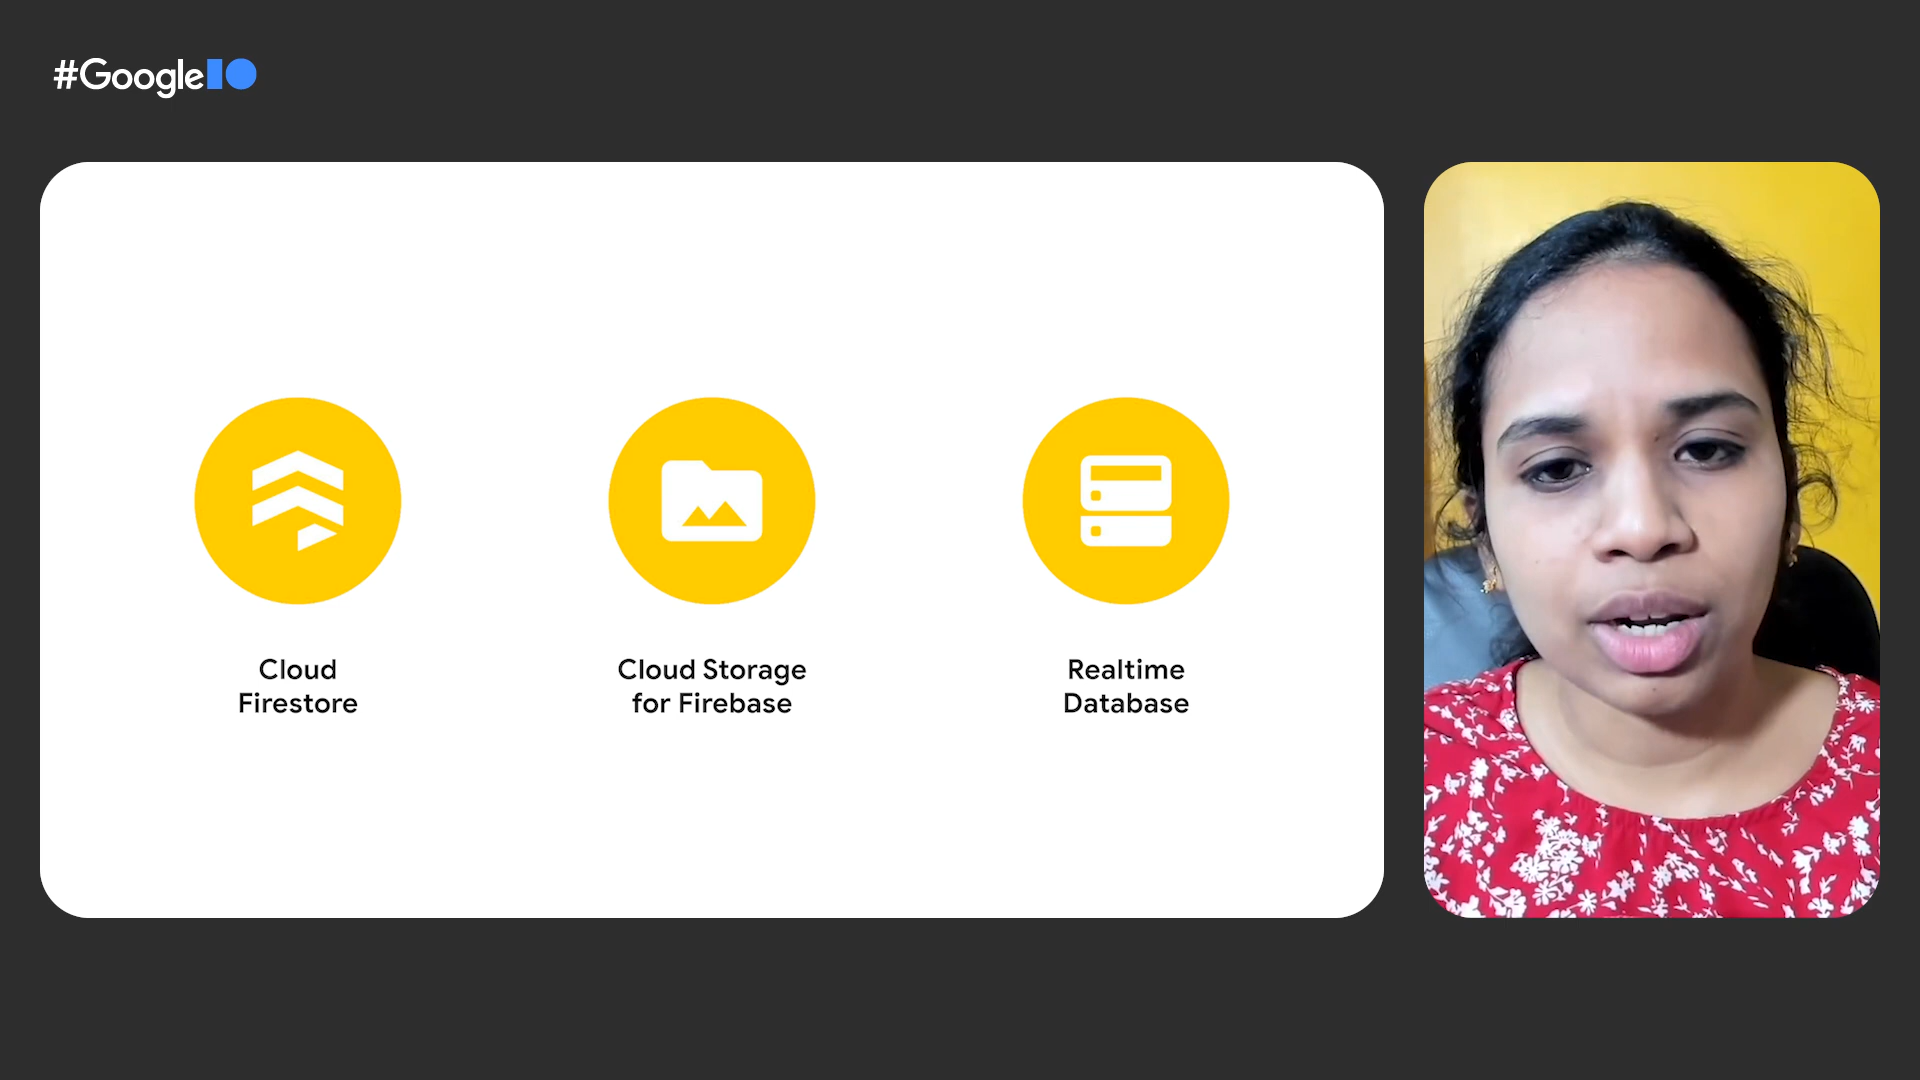 #GoogleIO
Cloud
Firestore
Cloud Storage
for Firebase
Realtime
Database